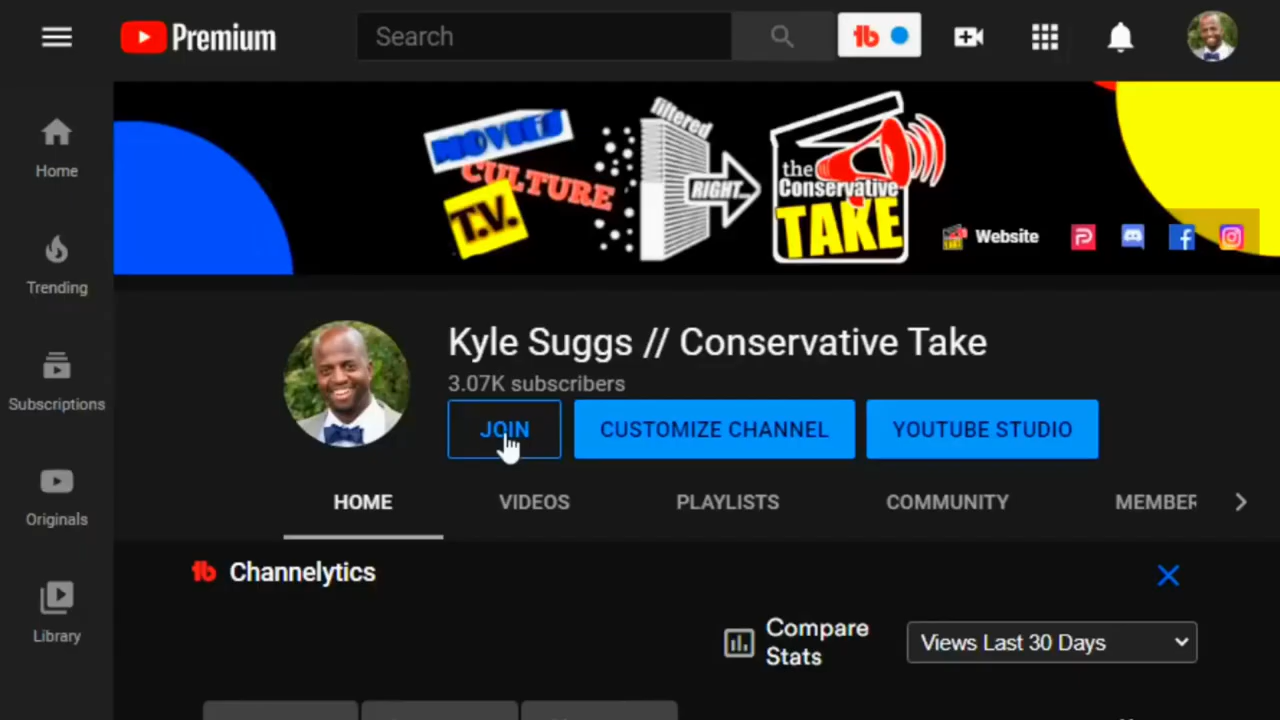 Premium
Search
Home
Trending
Subscriptions
Originals
Library
MOVIES
CULTURE
T.V.
filtered
RIGHT...
the
Conservative
TAKE
Website
Kyle Suggs // Conservative Take
3.07K subscribers
JOIN
CUSTOMIZE CHANNEL
YOUTUBE STUDIO
HOME
VIDEOS
PLAYLISTS
COMMUNITY
MEMBER
tb Channelytics
Compare
Stats
Views Last 30 Days